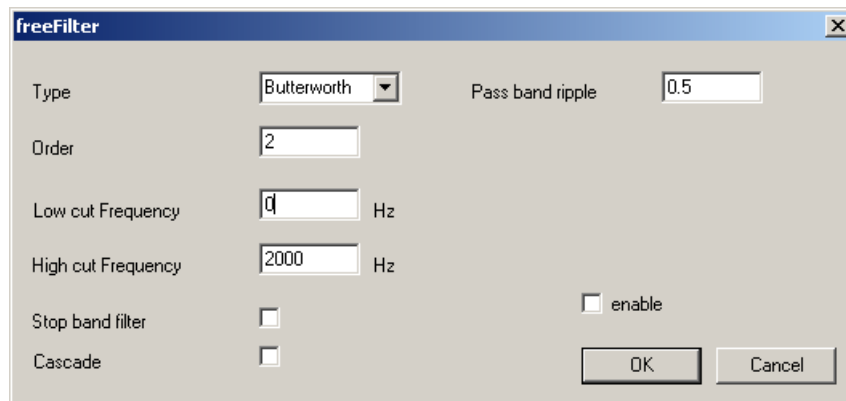 freeFilter
Type Butterworth Pass band ripple 0.5
Order 2
Low cut Frequency 0 Hz
High cut Frequency 2000 Hz
Stop band filter enable
Cascade OK Cancel